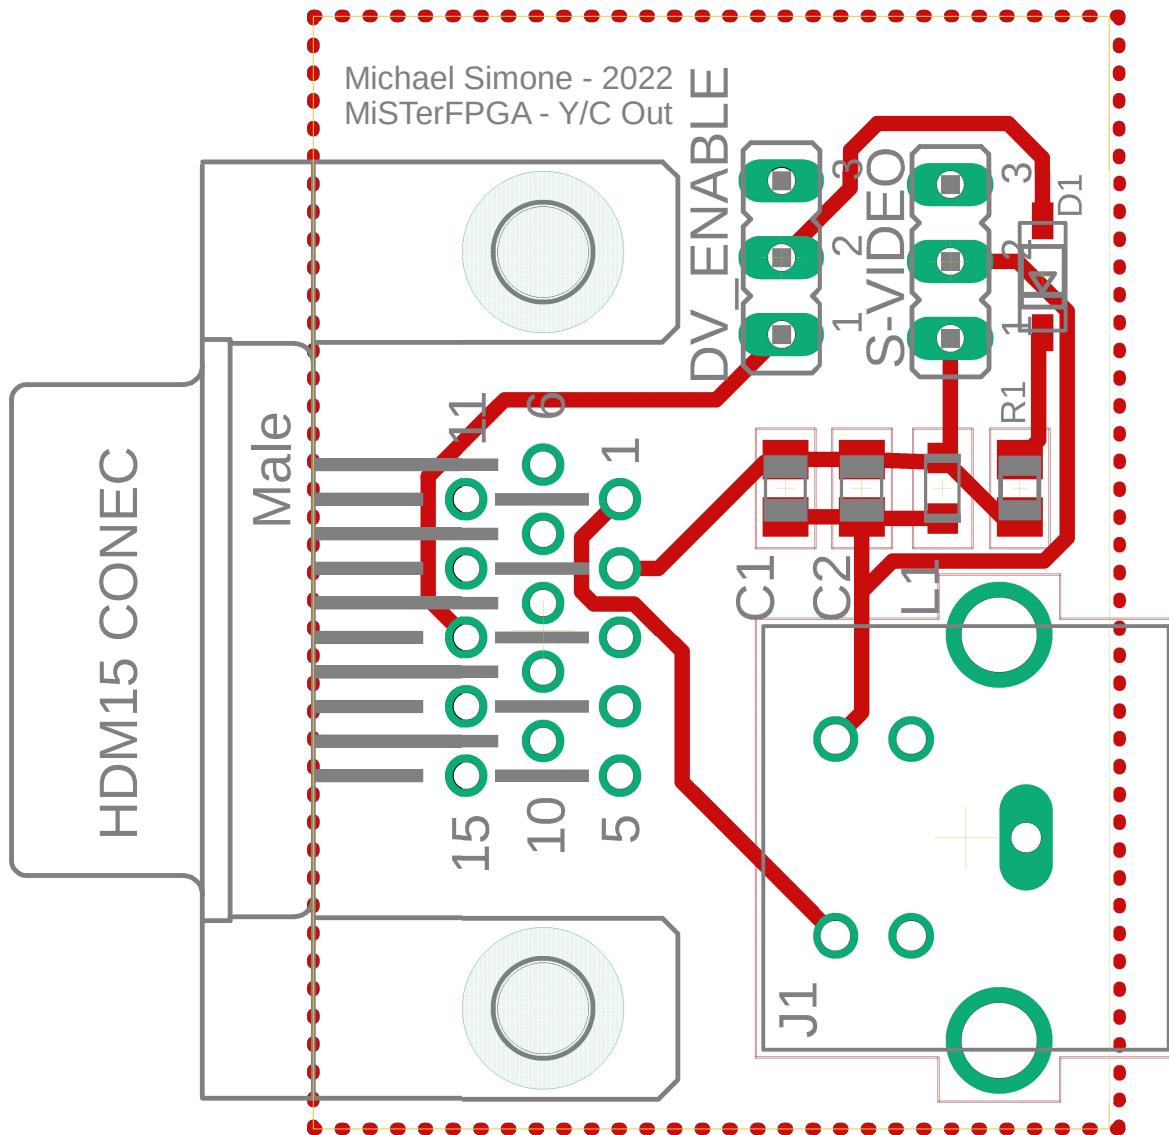 Michael Simone - 2022
MiSTerFPGA - Y/C Out
DV_ENABLE
3
2
1
S-VIDEO
3
2
1
D1
R1
Male
HDM15 CONEC
11
6
1
15
10
5
C1
C2
L1
J1